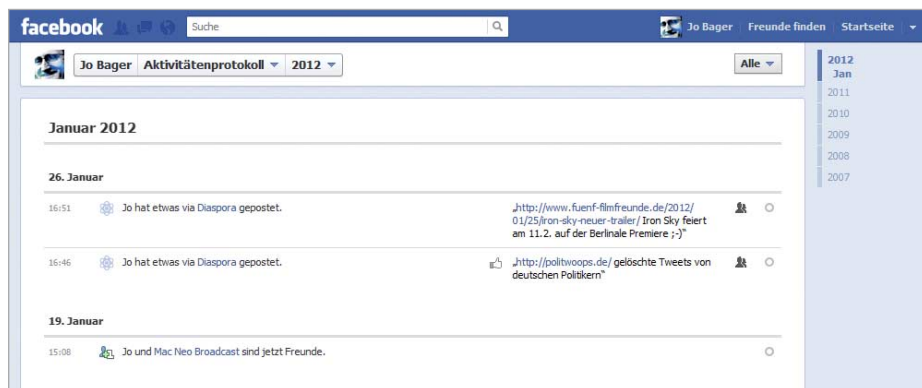 facebook
Suche
Jo Bager Freunde finden Startseite
Jo Bager Aktivitätenprotokoll 2012
Alle
2012
Jan
2011
2010
2009
2008
2007
Januar 2012
26. Januar
16:51 Jo hat etwas via Diaspora gepostet.
„http://www.fuenf-filmfreunde.de/2012/
01/25/iron-sky-neuer-trailer/ Iron Sky feiert
am 11.2. auf der Berlinale Premiere ;-)“
16:46 Jo hat etwas via Diaspora gepostet.
„http://politwoops.de/ gelöschte Tweets von
deutschen Politikern“
19. Januar
15:08 Jo und Mac Neo Broadcast sind jetzt Freunde.